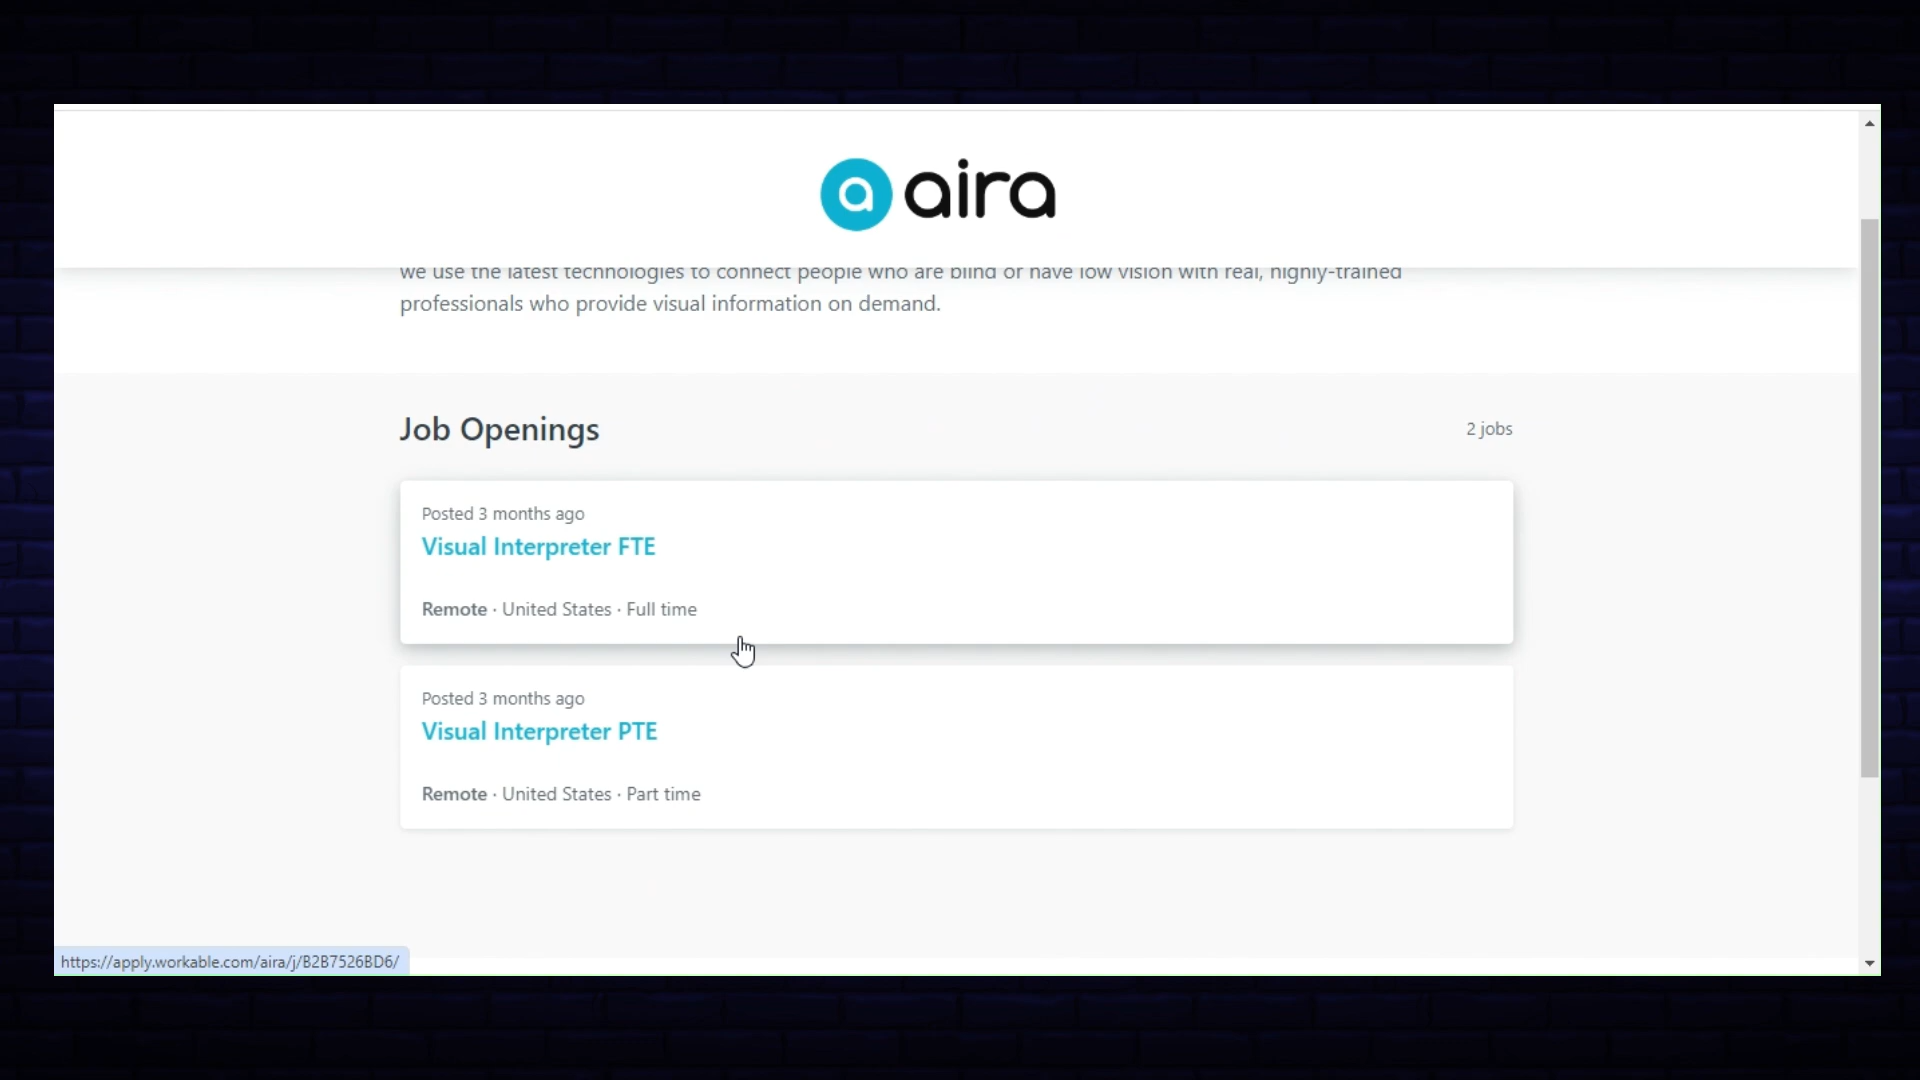 a aira
we use the latest technologies to connect people who are blind or have low vision with real, highly-trained
professionals who provide visual information on demand.
Job Openings
2 jobs
Posted 3 months ago
Visual Interpreter FTE
Remote · United States · Full time
Posted 3 months ago
Visual Interpreter PTE
Remote · United States · Part time
https://apply.workable.com/aira/j/B2B7526BD6/